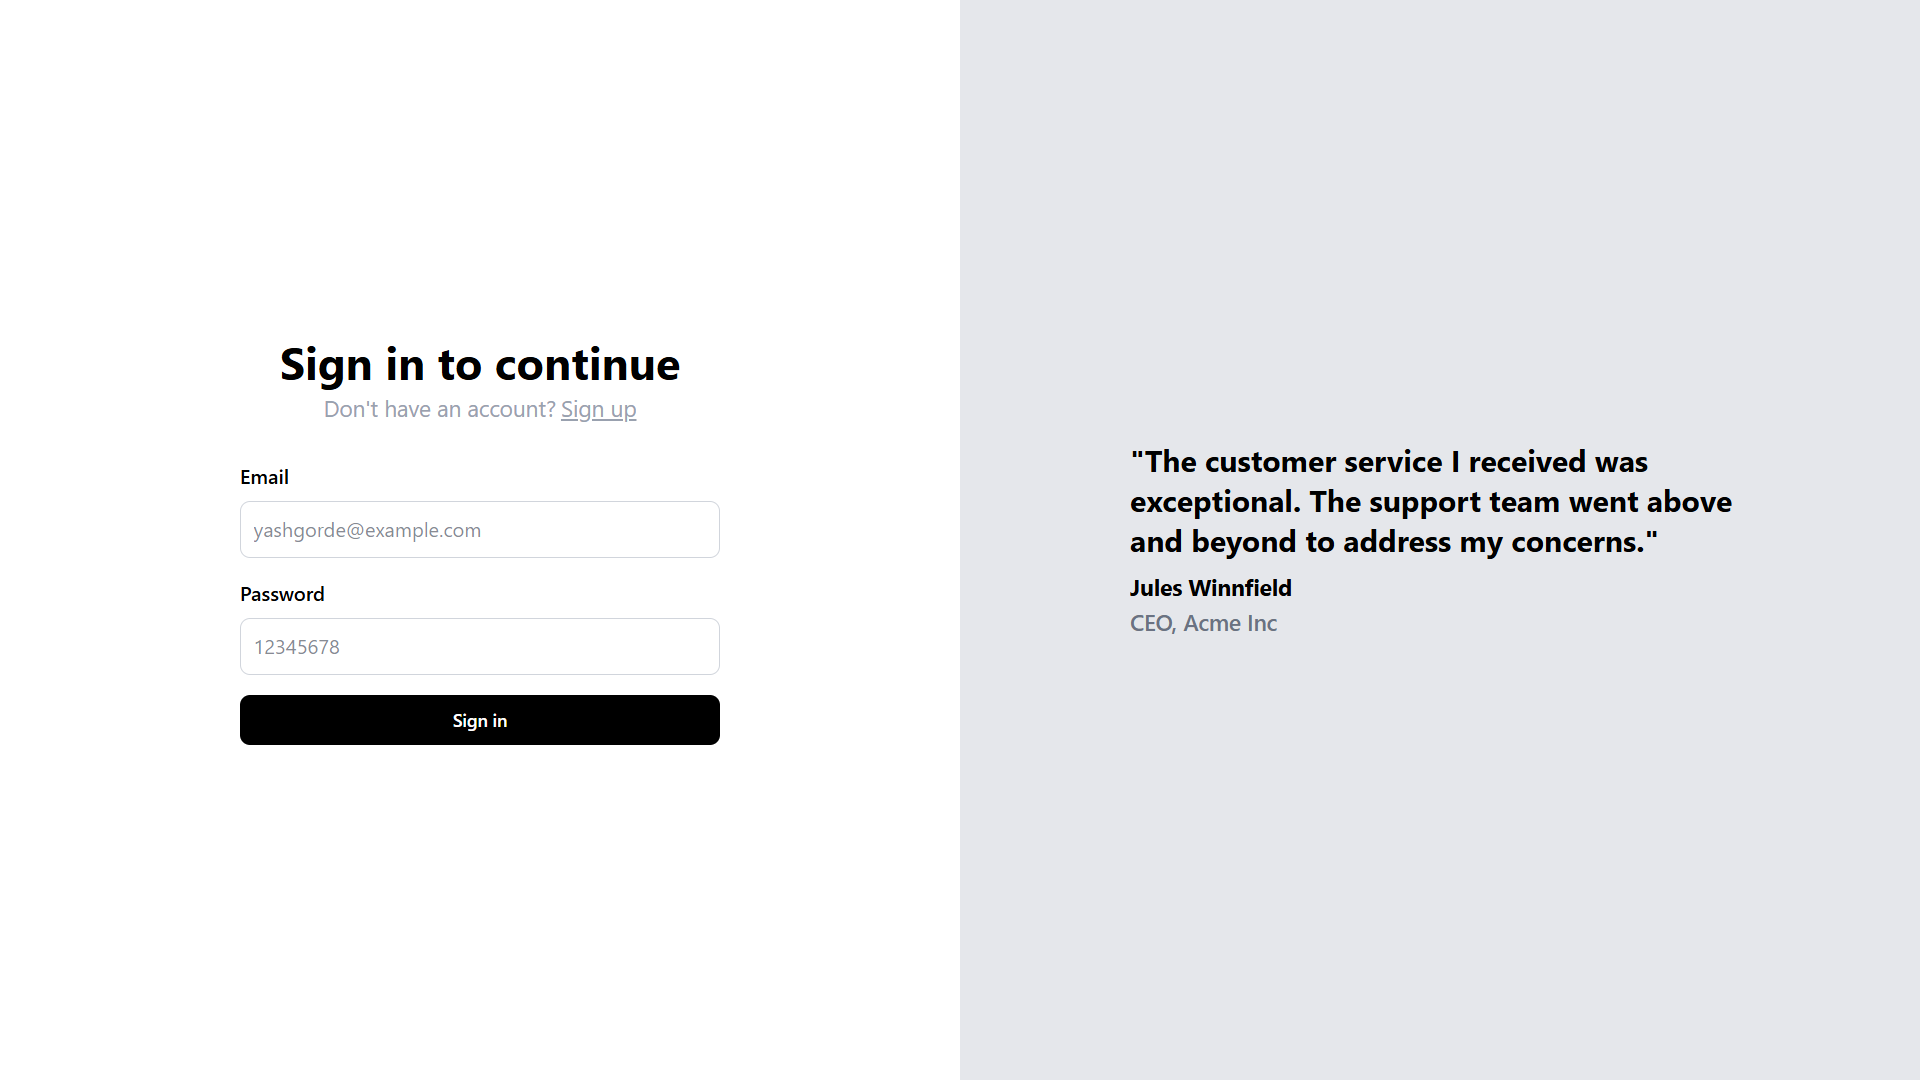 Sign in to continue
Don't have an account? Sign up
Email
yashgorde@example.com
Password
12345678
Sign in
"The customer service I received was
exceptional. The support team went above
and beyond to address my concerns."
Jules Winnfield
CEO, Acme Inc